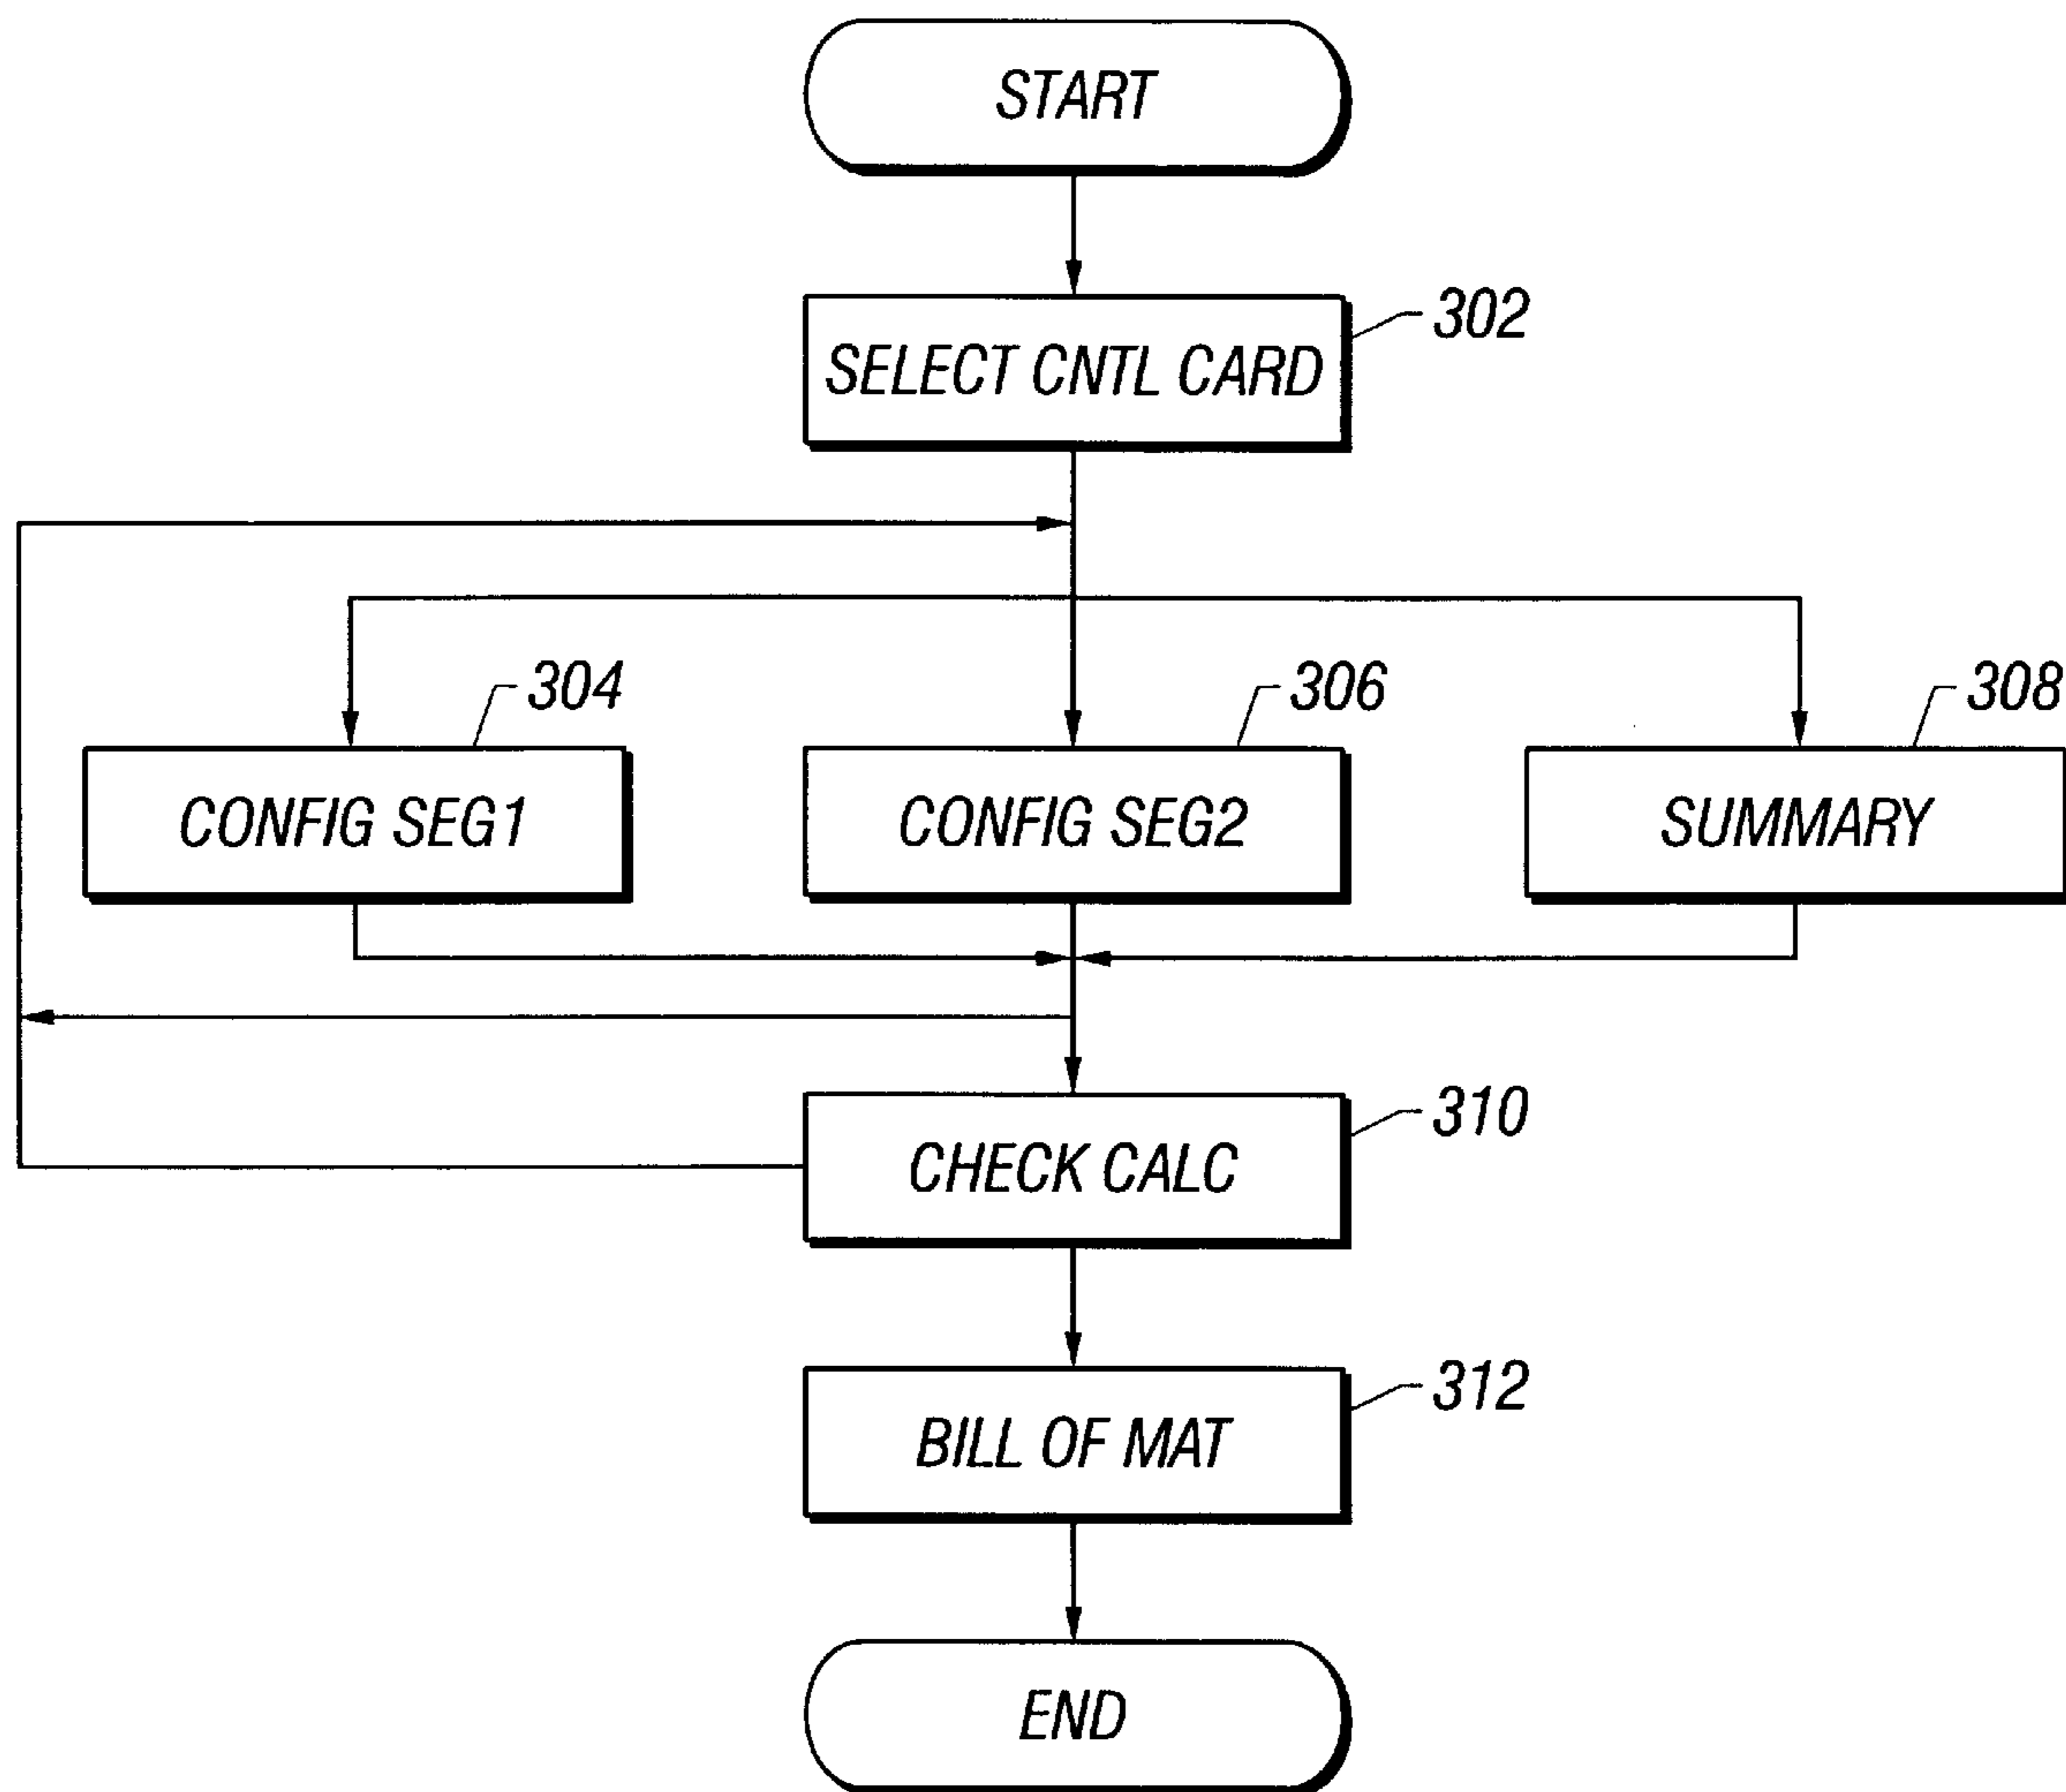 START
302
SELECT CNTL CARD
304
306
308
CONFIG SEG1
CONFIG SEG2
SUMMARY
310
CHECK CALC
312
BILL OF MAT
END